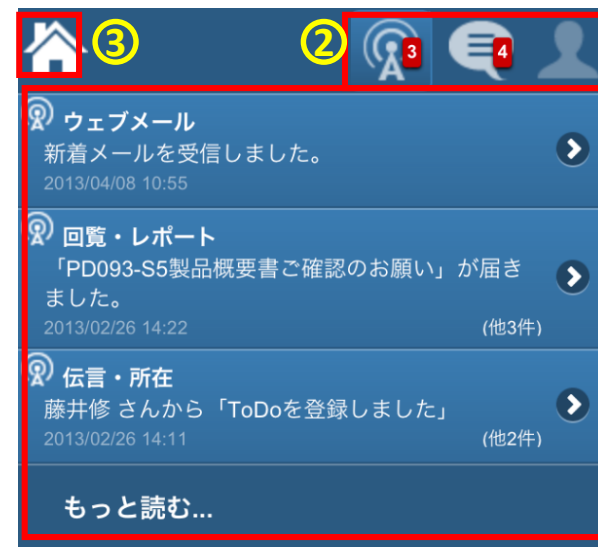 ③ ② 3 4
ウェブメール
新着メールを受信しました。
2013/04/08 10:55
回覧・レポート
「PD093-S5製品概要書ご確認のお願い」が届き
ました。
2013/02/26 14:22 (他3件)
伝言・所在
藤井修 さんから「ToDoを登録しました」
2013/02/26 14:11 (他2件)
もっと読む...